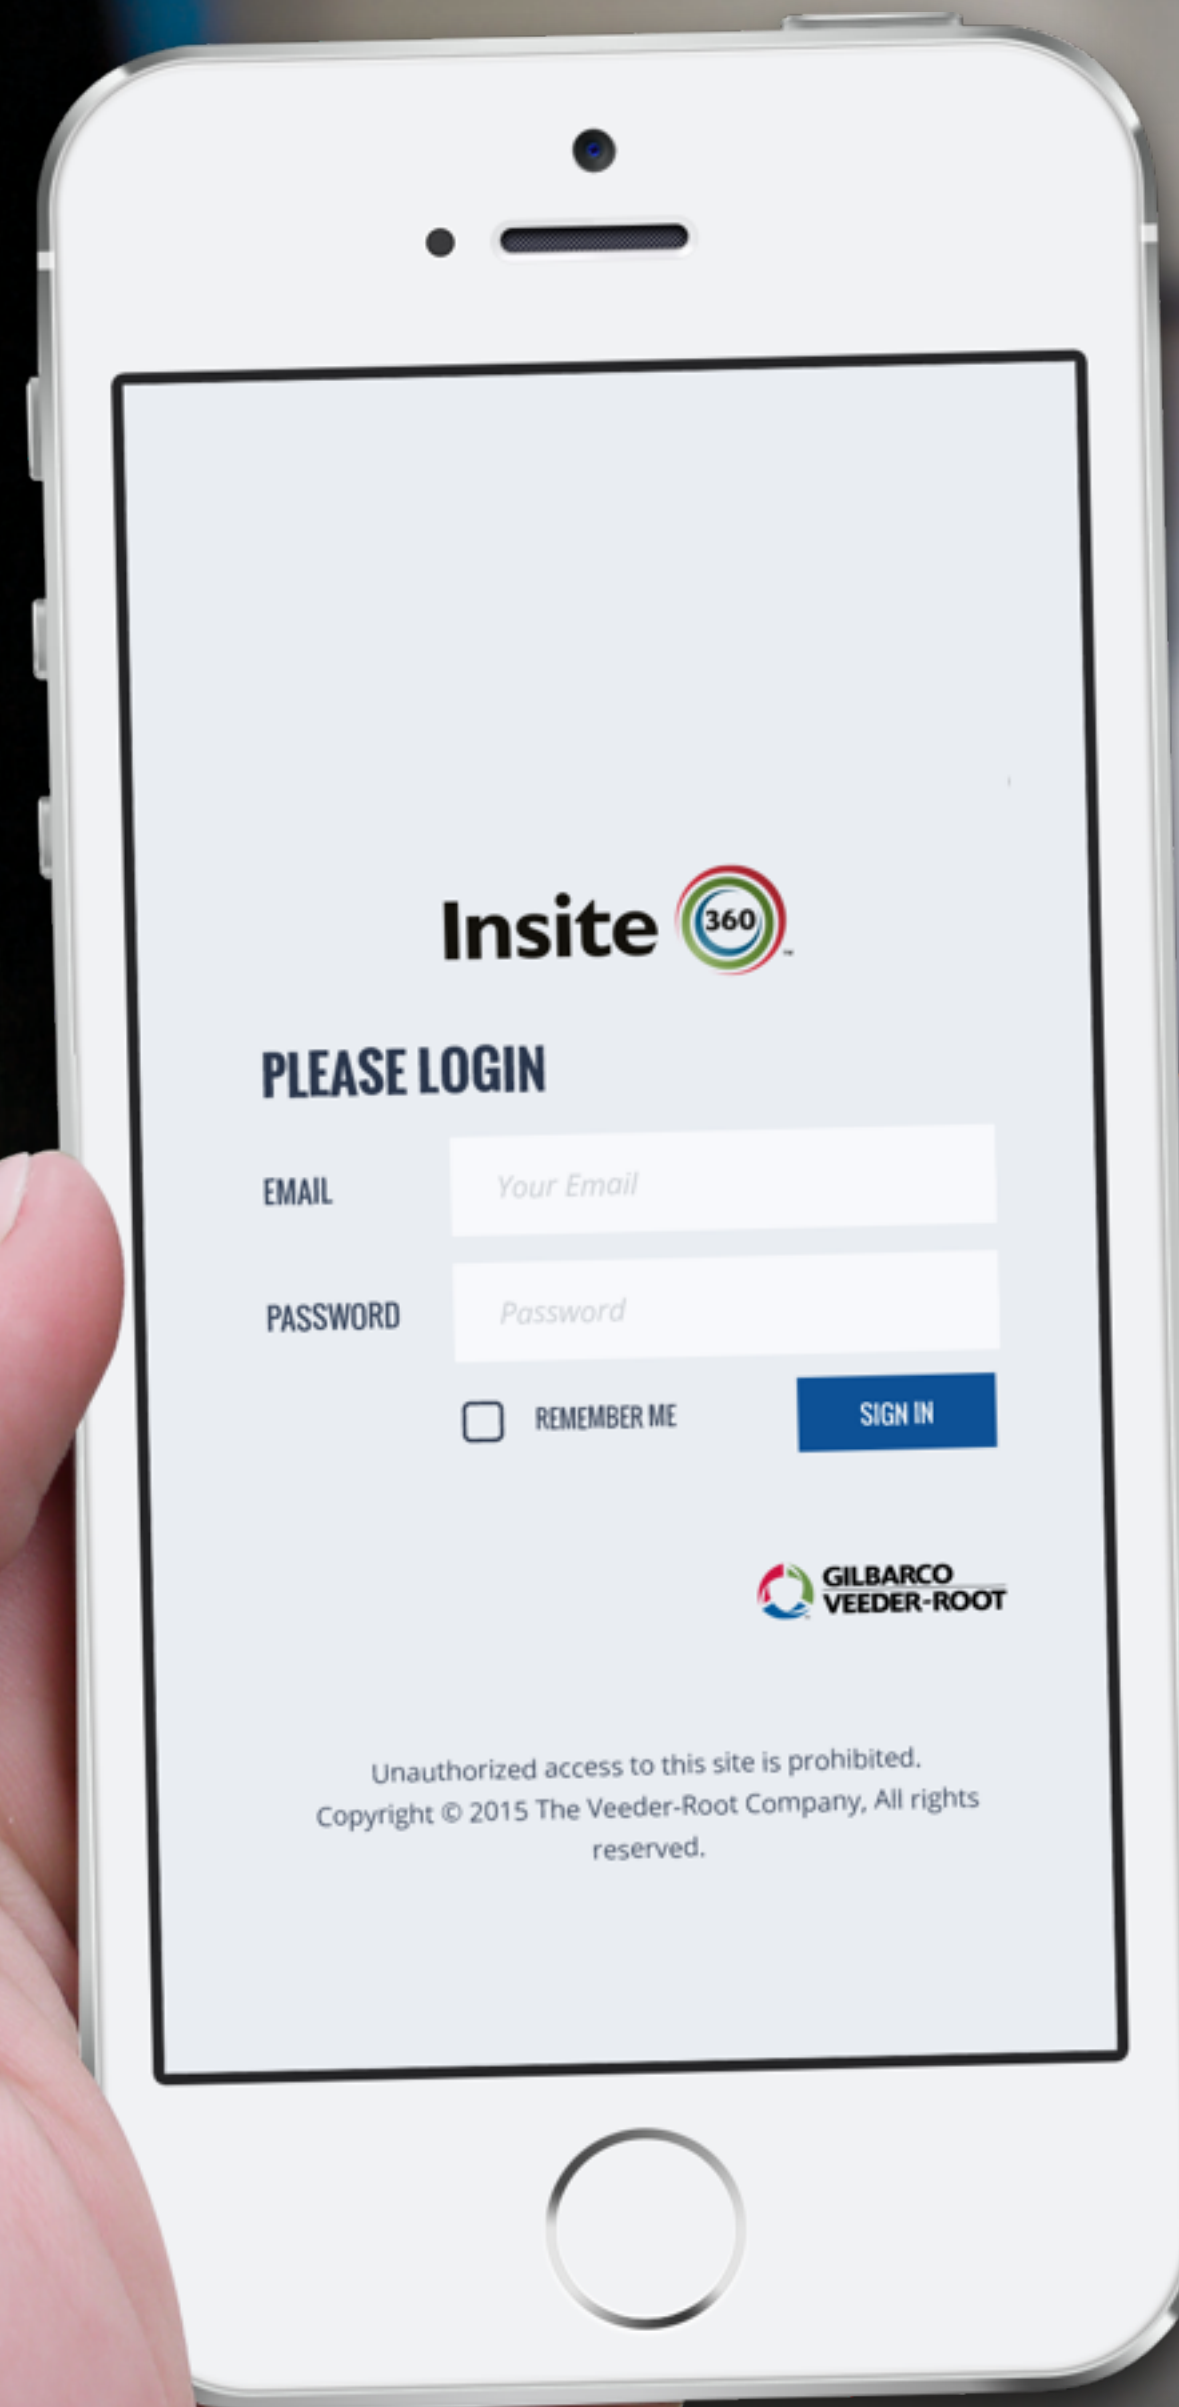 Insite 360™
PLEASE LOGIN
EMAIL Your Email
PASSWORD Password
REMEMBER ME SIGN IN
GILBARCO
VEEDER-ROOT
Unauthorized access to this site is prohibited.
Copyright © 2015 The Veeder-Root Company, All rights
reserved.